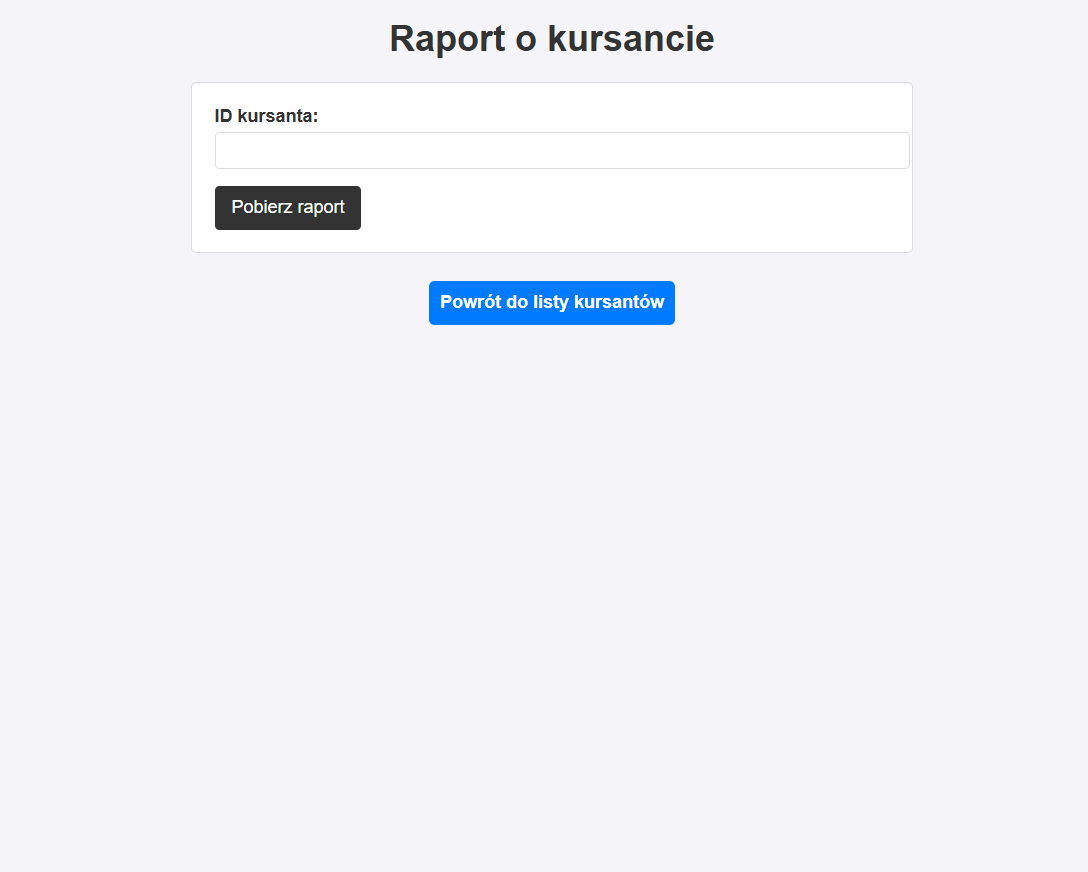 Raport o kursancie
ID kursanta:
Pobierz raport
Powrót do listy kursantów